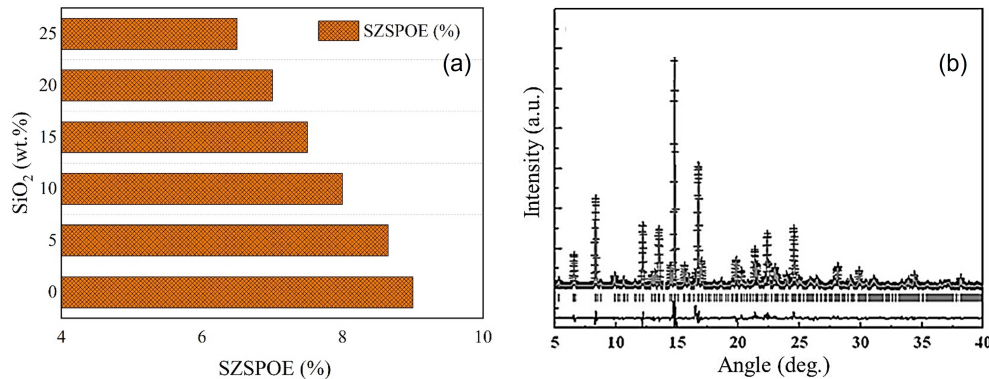 SZSPOE (%)
(a)
25
20
15
10
5
0
SiO₂ (wt.%)
4 6 8 10
SZSPOE (%)
(b)
Intensity (a.u.)
5 10 15 20 25 30 35 40
Angle (deg.)